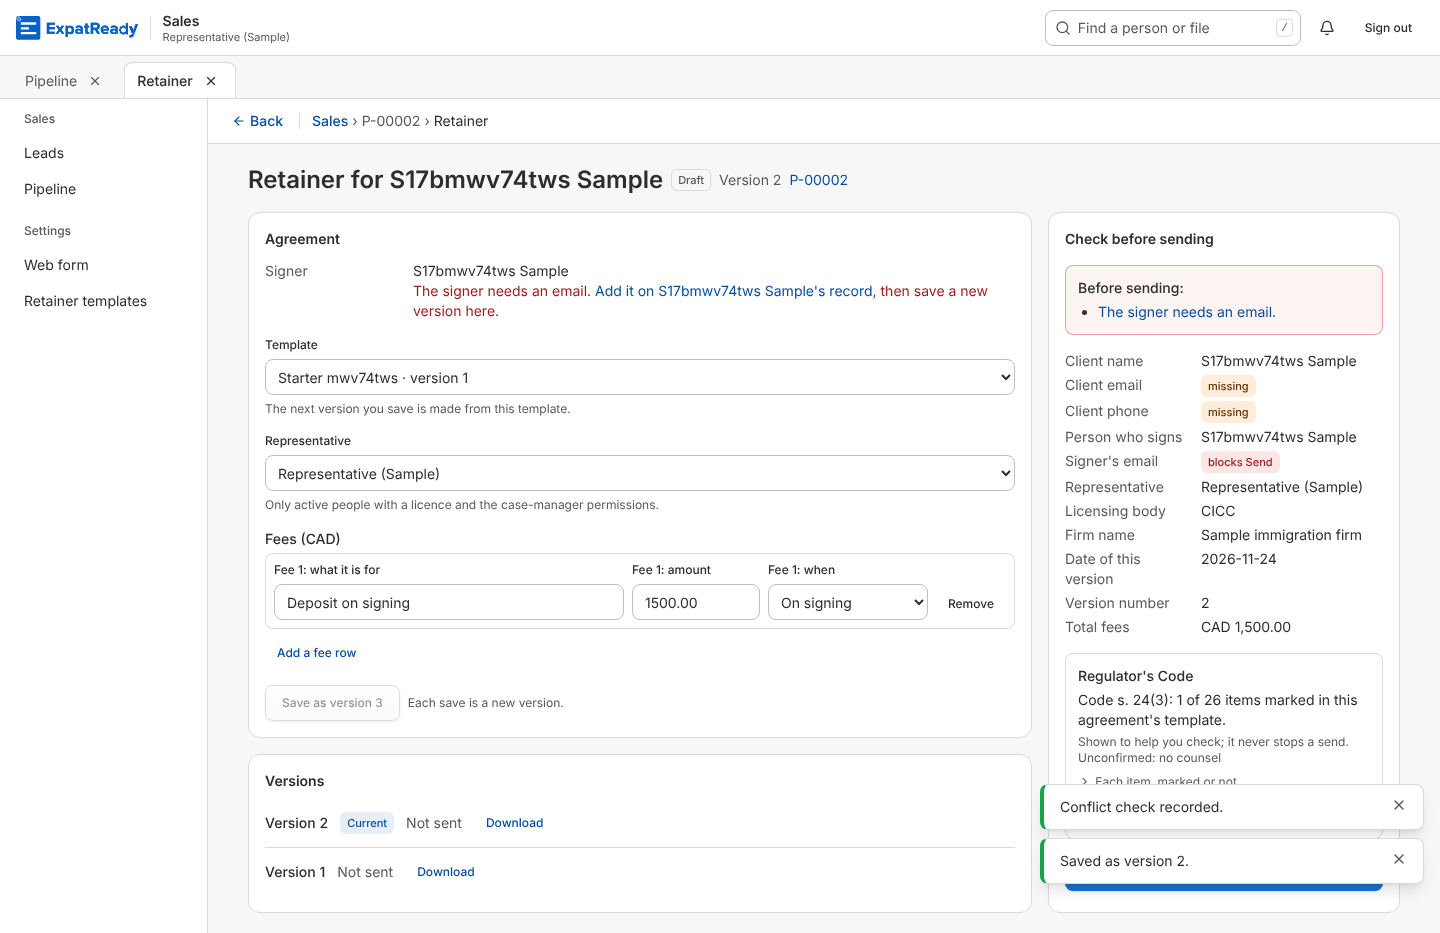 ExpatReady
Sales
Representative (Sample)
Find a person or file
/
Sign out
Pipeline
Retainer
Sales
Leads
Pipeline
Settings
Web form
Retainer templates
← Back
Sales › P-00002 › Retainer
Retainer for S17bmwv74tws Sample Draft Version 2 P-00002
Agreement
Signer
S17bmwv74tws Sample
The signer needs an email. Add it on S17bmwv74tws Sample's record, then save a new
version here.
Template
Starter mwv74tws · version 1
The next version you save is made from this template.
Representative
Representative (Sample)
Only active people with a licence and the case-manager permissions.
Fees (CAD)
Fee 1: what it is for
Fee 1: amount
Fee 1: when
Deposit on signing
1500.00
On signing
Remove
Add a fee row
Save as version 3
Each save is a new version.
Versions
Version 2 Current Not sent Download
Version 1 Not sent Download
Check before sending
Before sending:
• The signer needs an email.
Client name S17bmwv74tws Sample
Client email missing
Client phone missing
Person who signs S17bmwv74tws Sample
Signer's email blocks Send
Representative Representative (Sample)
Licensing body CICC
Firm name Sample immigration firm
Date of this 2026-11-24
version
Version number 2
Total fees CAD 1,500.00
Regulator's Code
Code s. 24(3): 1 of 26 items marked in this
agreement's template.
Shown to help you check; it never stops a send.
Unconfirmed: no counsel
Each item, marked or not
Conflict check recorded.
Saved as version 2.